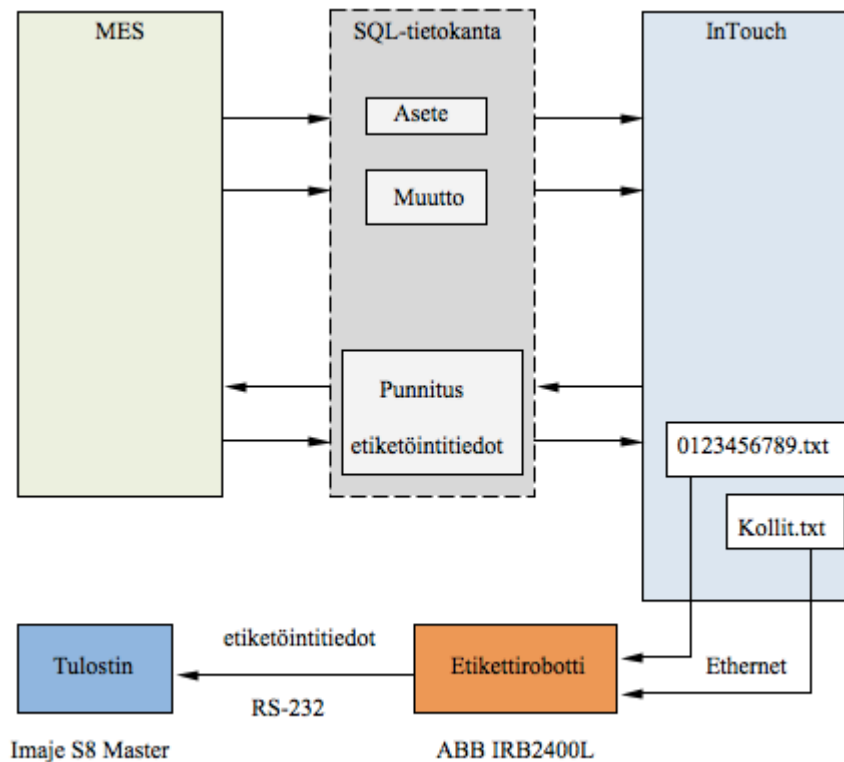 MES
SQL-tietokanta
InTouch
Asete
Muutto
Punnitus
etiketöintitiedot
0123456789.txt
Kollit.txt
Tulostin
etiketöintitiedot
RS-232
Etikettirobotti
Ethernet
Imaje S8 Master
ABB IRB2400L